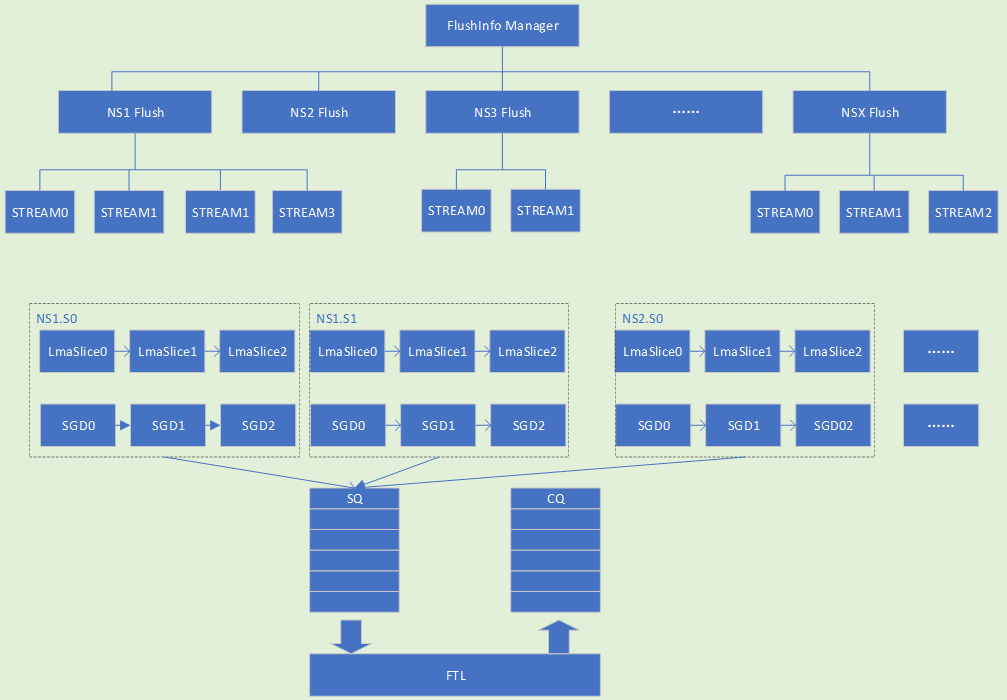 FlushInfo Manager
NS1 Flush
NS2 Flush
NS3 Flush
······
NSX Flush
STREAM0
STREAM1
STREAM1
STREAM3
STREAM0
STREAM1
STREAM0
STREAM1
STREAM2
NS1.S0
NS1.S1
NS2.S0
LmaSlice0
LmaSlice1
LmaSlice2
LmaSlice0
LmaSlice1
LmaSlice2
LmaSlice0
LmaSlice1
LmaSlice2
······
SGD0
SGD1
SGD2
SGD0
SGD1
SGD2
SGD0
SGD1
SGD02
······
SQ
CQ
FTL